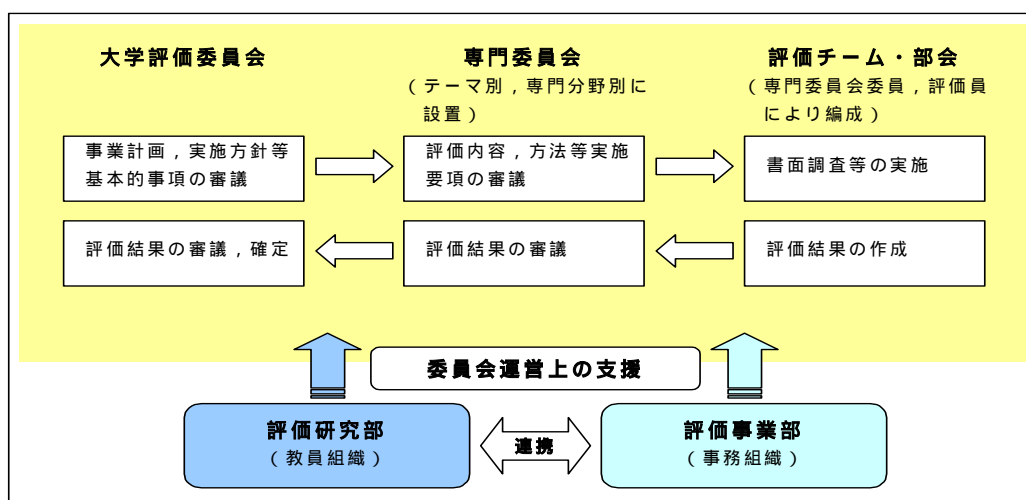 大学評価委員会
専門委員会
（テーマ別，専門分野別に
設置）
評価チーム・部会
（専門委員会委員，評価員
により編成）
事業計画，実施方針等
基本的事項の審議
評価内容，方法等実施
要項の審議
書面調査等の実施
評価結果の審議，確定
評価結果の審議
評価結果の作成
委員会運営上の支援
評価研究部
（教員組織）
連携
評価事業部
（事務組織）